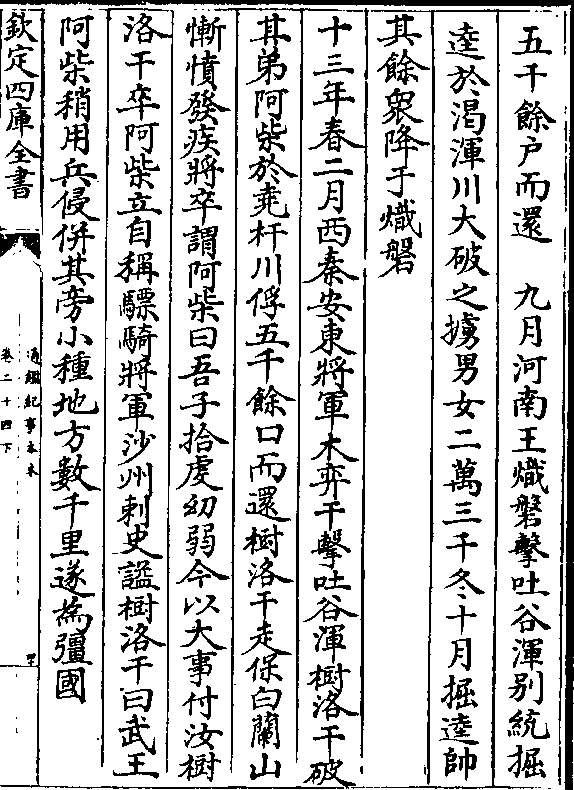 五千餘户而還　九月河南王熾磐擊吐谷渾别統掘
逵於渴渾川大破之擄男女二萬三千冬十月掘逵帥
其餘衆降于熾磐
十三年春二月西秦安東將軍木弈干擊吐谷渾樹洛干破
其弟阿柴於堯杆川俘五千餘口而還樹洛干走保白蘭山
慚憤發疾將卒謂阿柴曰吾子拾虔幼弱今以大事付汝樹
洛干卒阿柴立自稱驃騎將軍沙州刺史諡樹洛干曰武王
阿柴稍用兵侵併其旁小種地方數千里遂為彊國
欽定四庫全書
通鑑紀事本末
卷二十四下